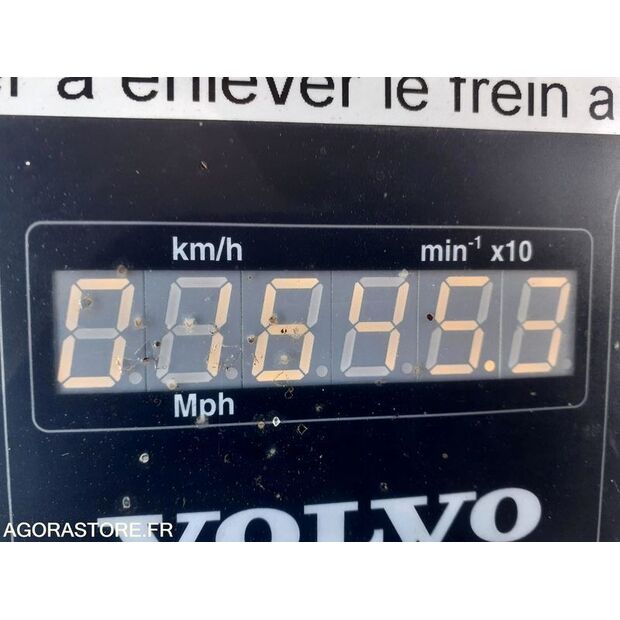 à enlever le frein
km/h min⁻¹ x10
Mph
VOLVO
AGORASTORE.FR